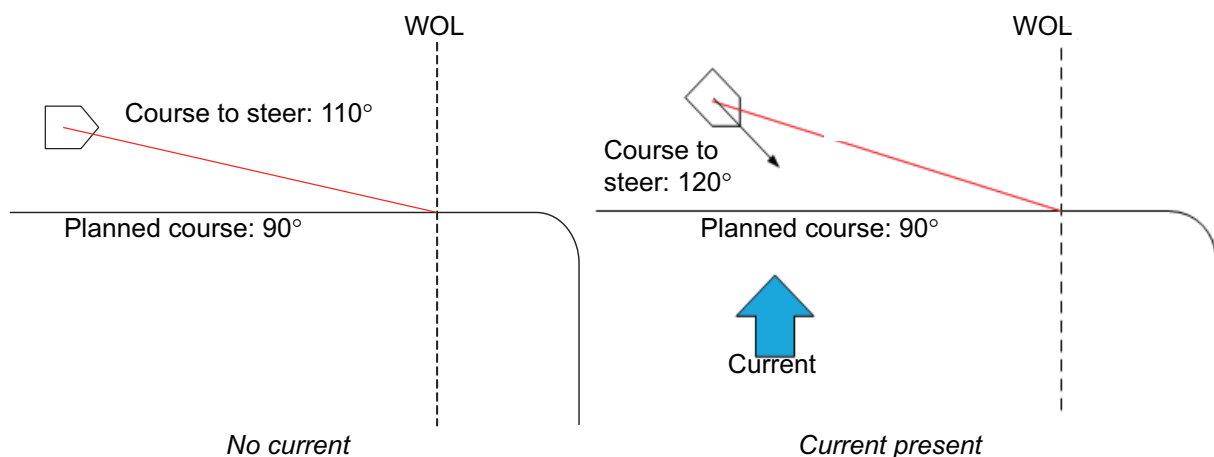 WOL
Course to steer: 110°
Planned course: 90°
No current
WOL
Course to
steer: 120°
Planned course: 90°
Current
Current present